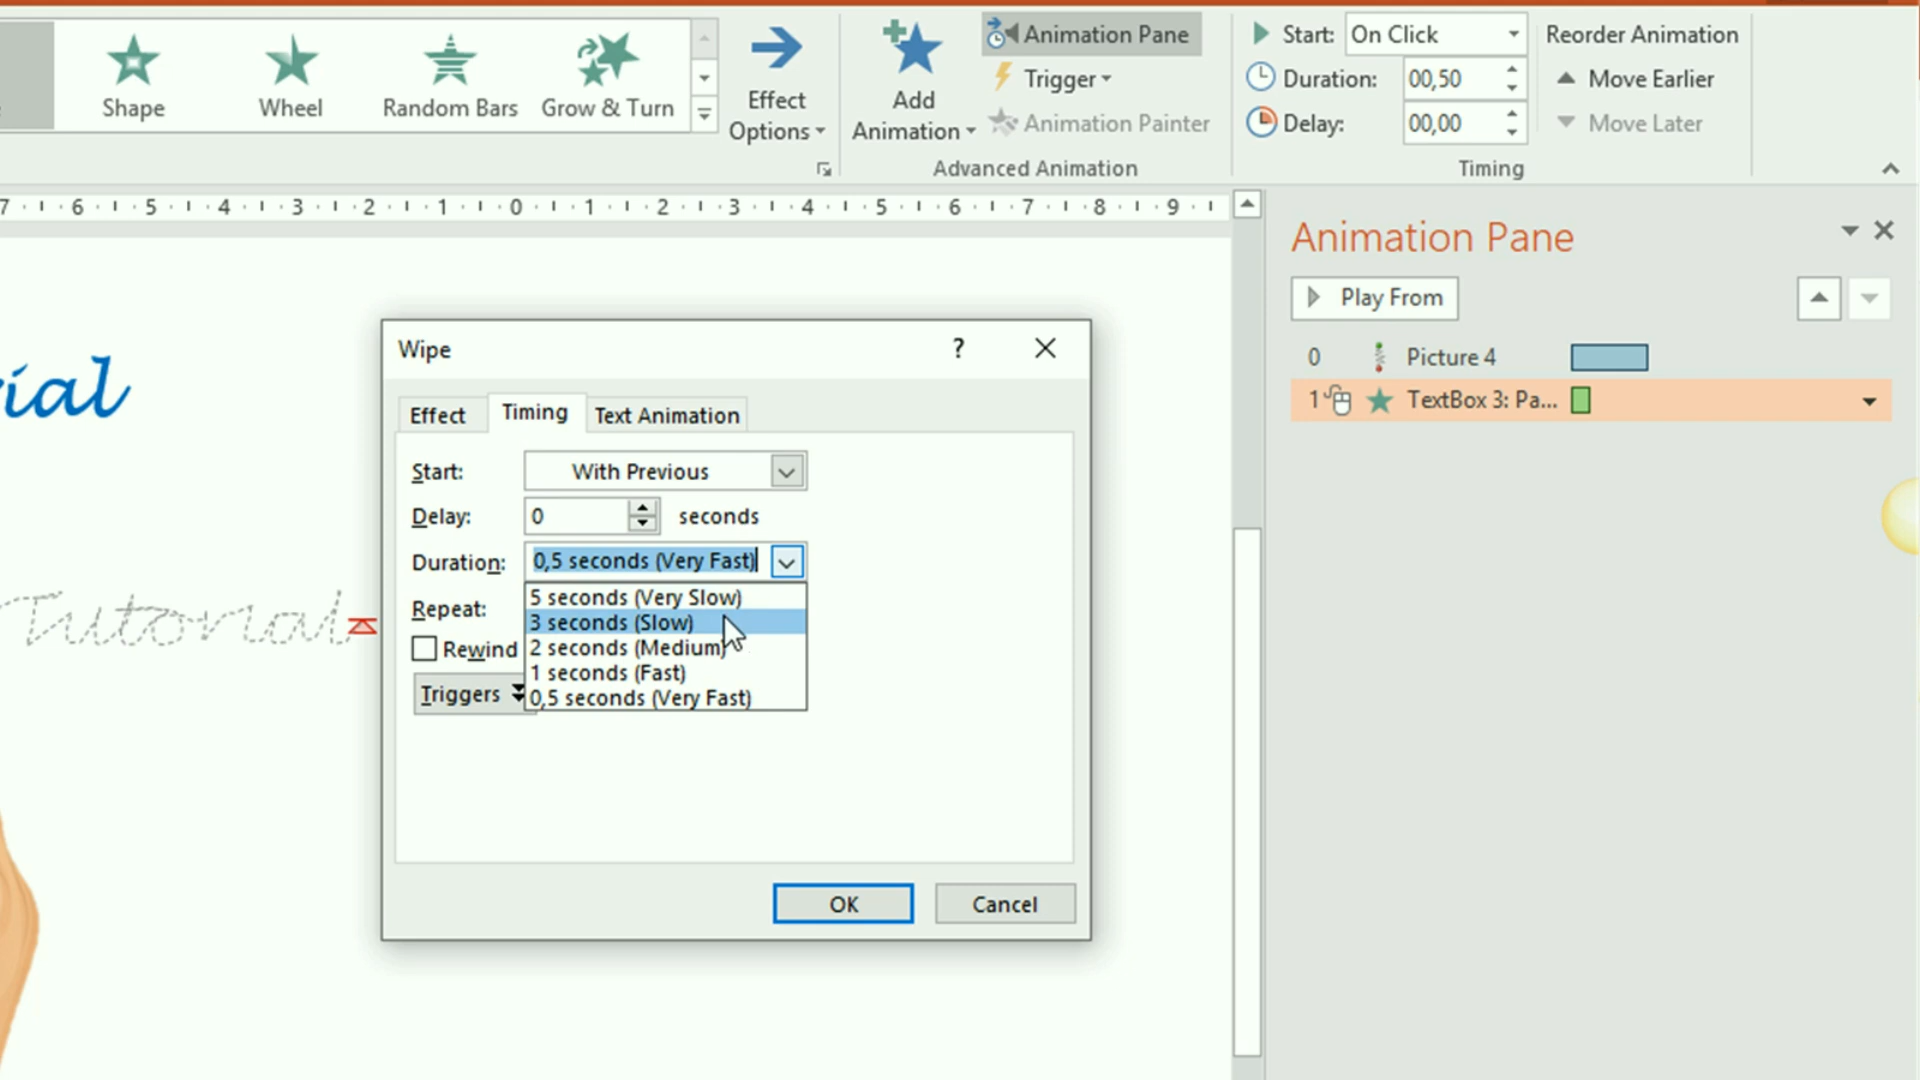 Shape
Wheel
Random Bars
Grow & Turn
Effect
Options
Add
Animation
Animation Pane
Trigger
Animation Painter
Advanced Animation
Start: On Click
Duration: 00,50
Delay: 00,00
Timing
Reorder Animation
Move Earlier
Move Later
7 6 5 4 3 2 1 0 1 2 3 4 5 6 7 8 9
ial
Tutorial
Wipe ?
Effect Timing Text Animation
Start: With Previous
Delay: 0 seconds
Duration: 0,5 seconds (Very Fast)
5 seconds (Very Slow)
Repeat: 3 seconds (Slow)
Rewind 2 seconds (Medium)
1 seconds (Fast)
Triggers 0,5 seconds (Very Fast)
OK Cancel
Animation Pane
Play From
0 Picture 4
1 TextBox 3: Pa...